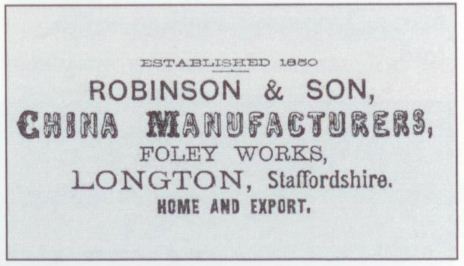 ESTABLISHED 1850
ROBINSON & SON,
CHINA MANUFACTURERS,
FOLEY WORKS,
LONGTON, Staffordshire.
HOME AND EXPORT.